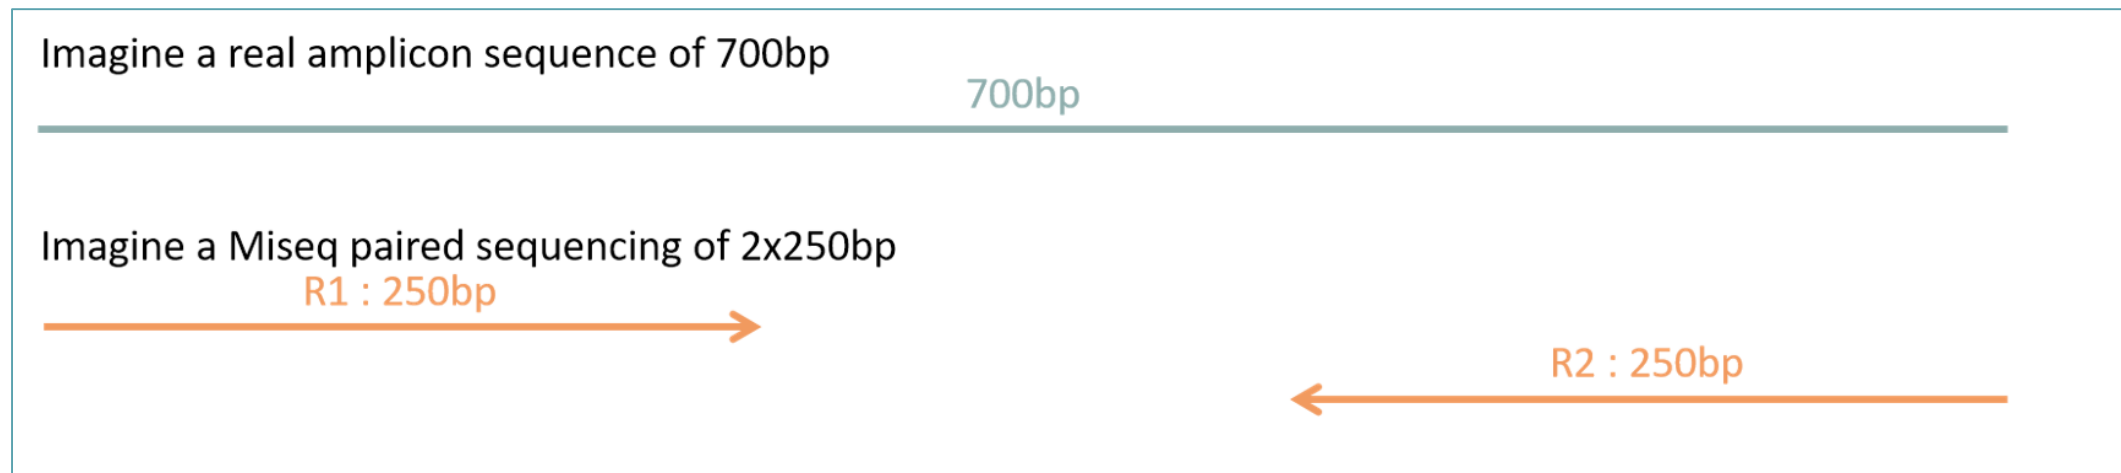 Imagine a real amplicon sequence of 700bp
700bp
Imagine a Miseq paired sequencing of 2x250bp
R1 : 250bp
R2 : 250bp